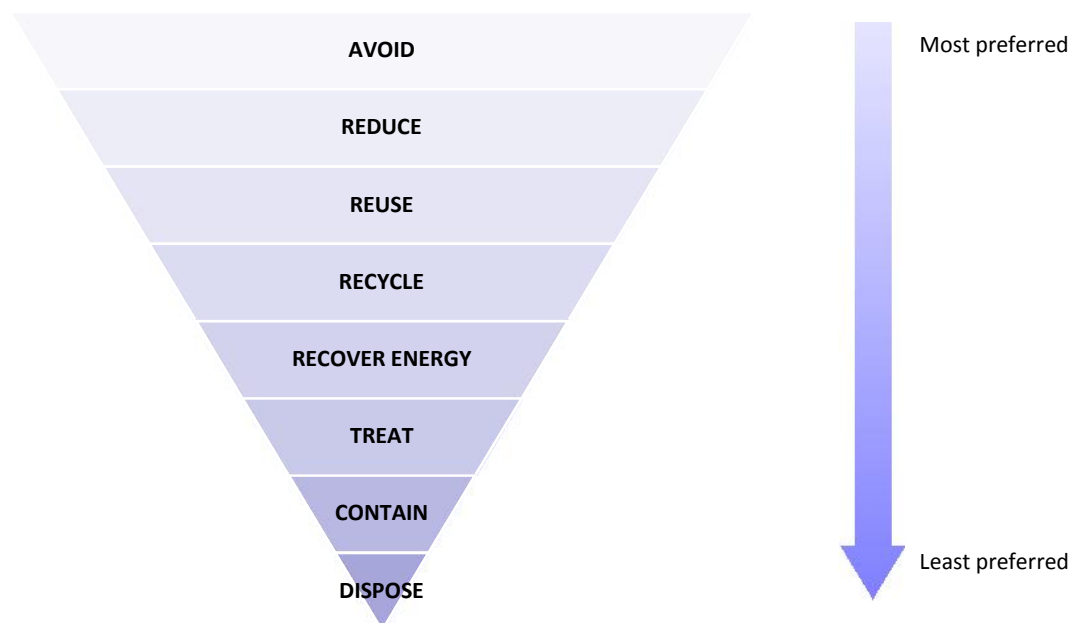 AVOID
Most preferred
REDUCE
REUSE
RECYCLE
RECOVER ENERGY
TREAT
CONTAIN
Least preferred
DISPOSE